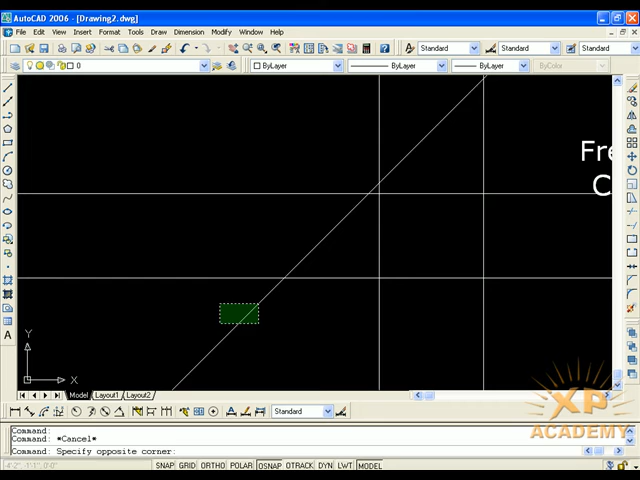 AutoCAD 2006 - [Drawing2.dwg]
File Edit View Insert Format Tools Draw Dimension Modify Window Help
Standard Standard Standard
0 ByLayer ByLayer ByLayer ByColor
Fre
C
Y
X
Model Layout1 Layout2
Standard
XP
ACADEMY
Command:
Command: *Cancel*
Command: Specify opposite corner:
SNAP GRID ORTHO POLAR OSNAP OTRACK DYN LWT MODEL